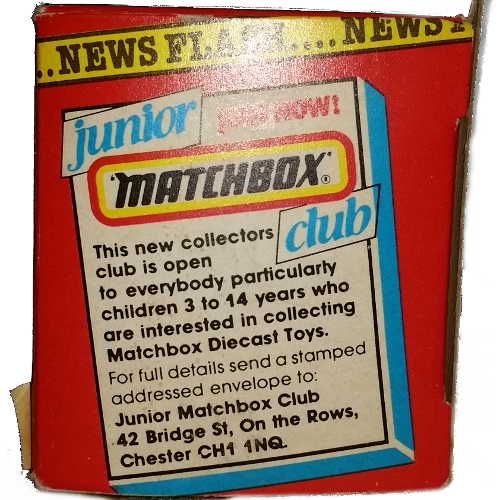 ..NEWS FLASH....NEWS
junior JOIN NOW!
MATCHBOX®
club
This new collectors
club is open
to everybody particularly
children 3 to 14 years who
are interested in collecting
Matchbox Diecast Toys.
For full details send a stamped
addressed envelope to:
Junior Matchbox Club
42 Bridge St, On the Rows,
Chester CH1 1NQ.